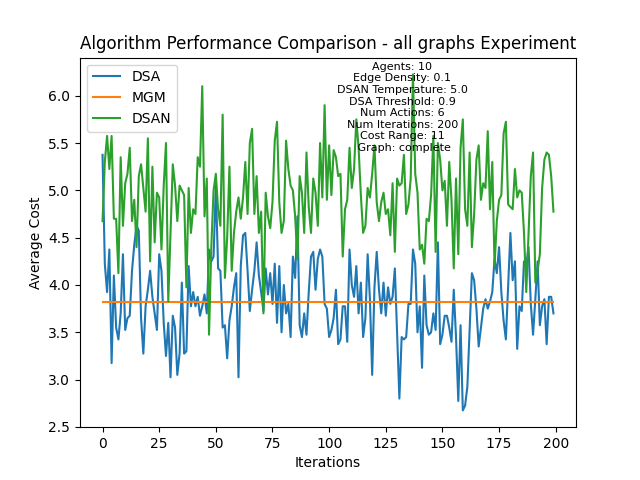 Algorithm Performance Comparison - all graphs Experiment
DSA
MGM
DSAN
Agents: 10
Edge Density: 0.1
DSAN Temperature: 5.0
DSA Threshold: 0.9
Num Actions: 6
Num Iterations: 200
Cost Range: 11
Graph: complete
Average Cost
6.0
5.5
5.0
4.5
4.0
3.5
3.0
2.5
0 25 50 75 100 125 150 175 200
Iterations